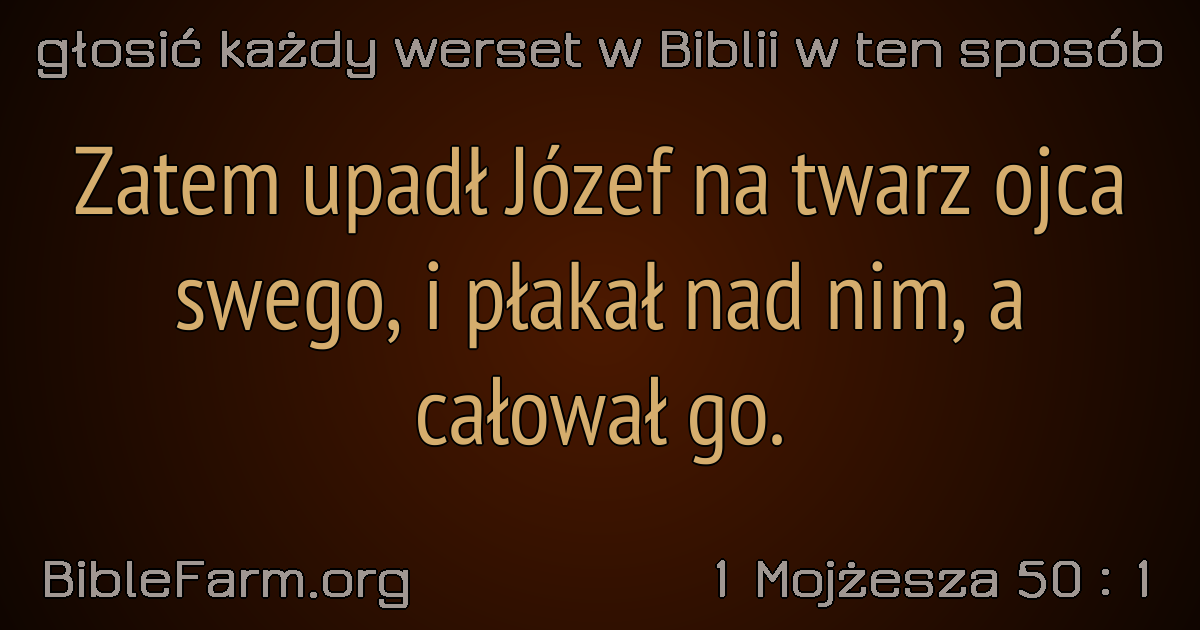 głosić każdy werset w Biblii w ten sposób
Zatem upadł Józef na twarz ojca
swego, i płakał nad nim, a
całował go.
BibleFarm.org
1 Mojżesza 50 : 1